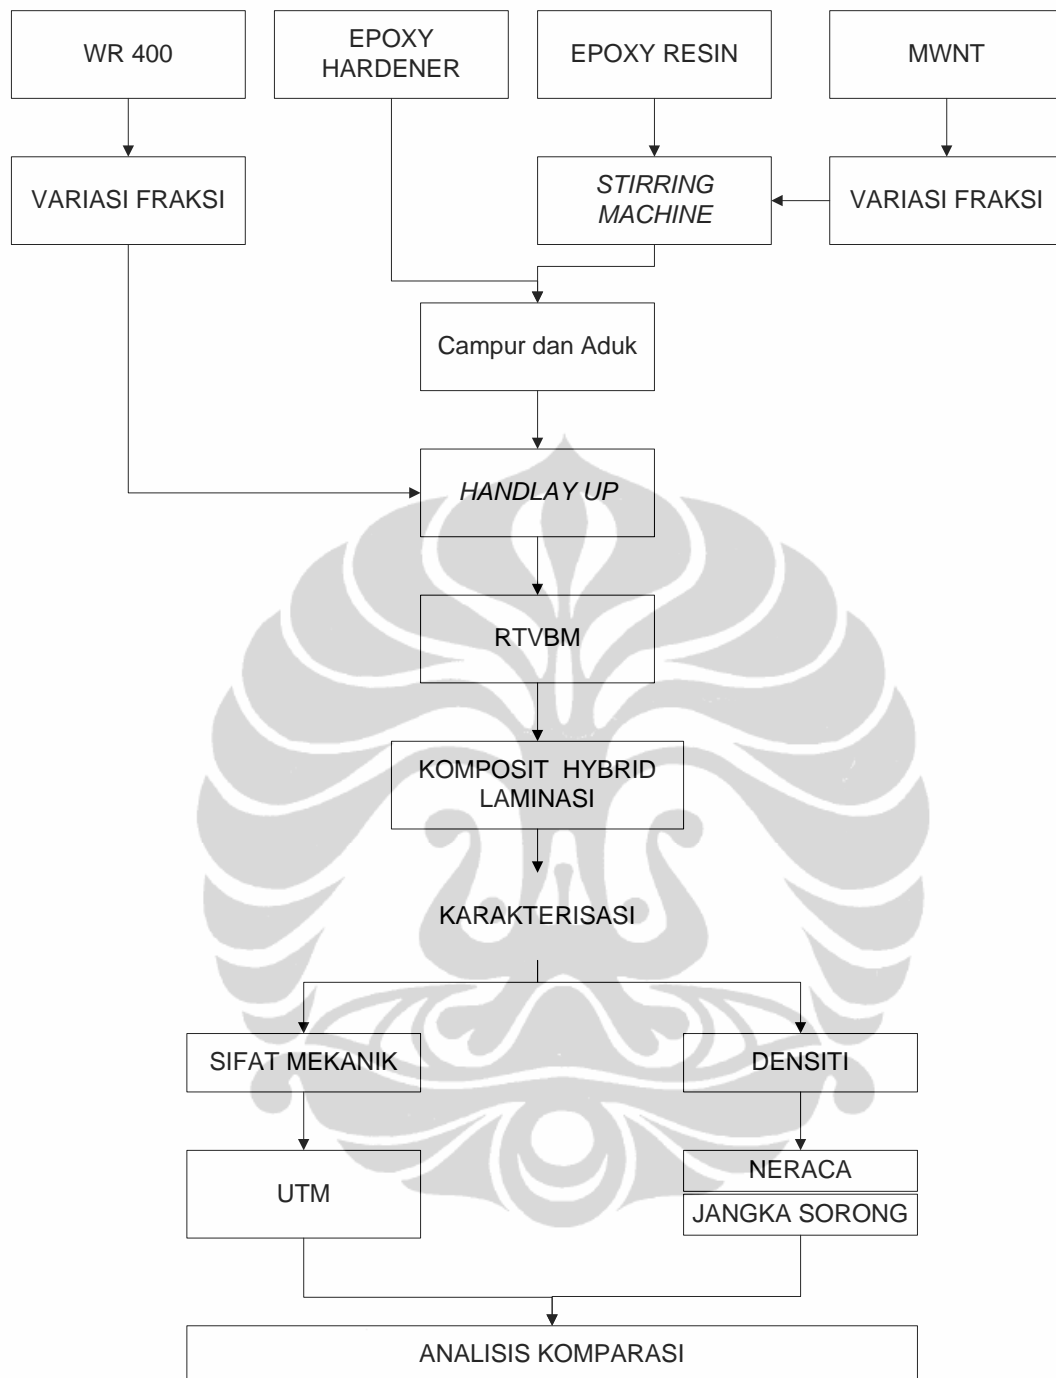 WR 400
EPOXY
HARDENER
EPOXY RESIN
MWNT
VARIASI FRAKSI
STIRRING
MACHINE
VARIASI FRAKSI
Campur dan Aduk
HANDLAY UP
RTVBM
KOMPOSIT HYBRID
LAMINASI
KARAKTERISASI
SIFAT MEKANIK
DENSITI
UTM
NERACA
JANGKA SORONG
ANALISIS KOMPARASI